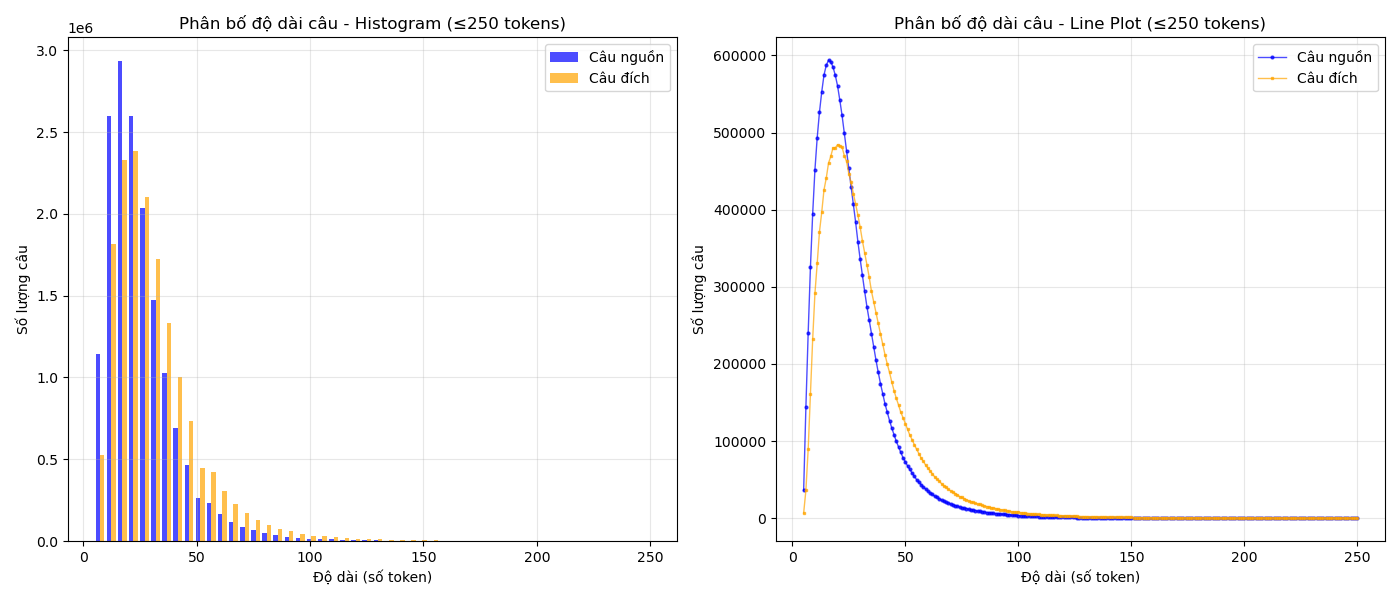 Phân bố độ dài câu - Histogram (≤250 tokens)
1e6
3.0
2.5
2.0
1.5
1.0
0.5
0.0
0 50 100 150 200 250
Số lượng câu
Độ dài (số token)
Câu nguồn
Câu đích
Phân bố độ dài câu - Line Plot (≤250 tokens)
600000
500000
400000
300000
200000
100000
0
0 50 100 150 200 250
Số lượng câu
Độ dài (số token)
Câu nguồn
Câu đích